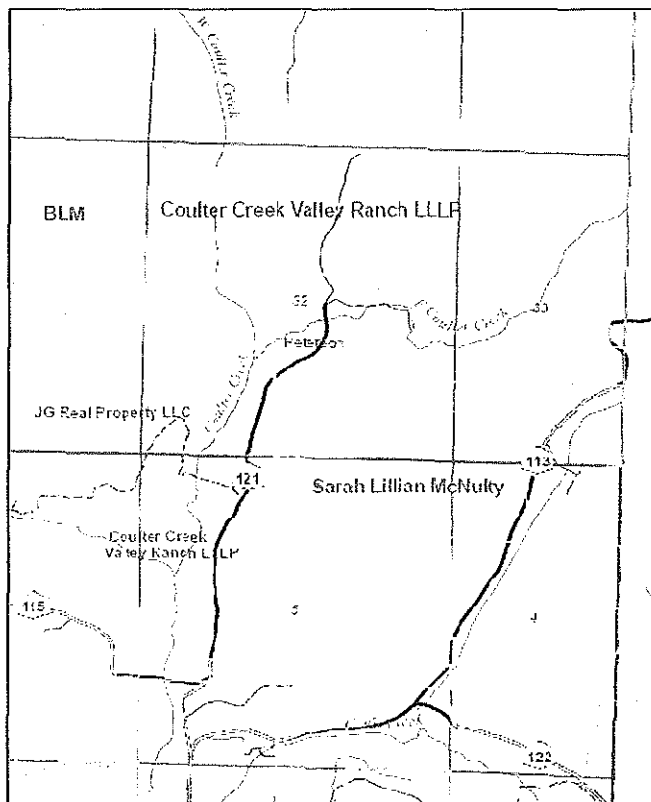 W Coulter Creek
BLM
Coulter Creek Valley Ranch LLLP
32
33
E Coulter Creek
Peterson
Coulter Creek
JG Real Property LLC
113
121
Sarah Lillian McNulty
Coulter Creek
Valley Ranch LLLP
115
5
4
122